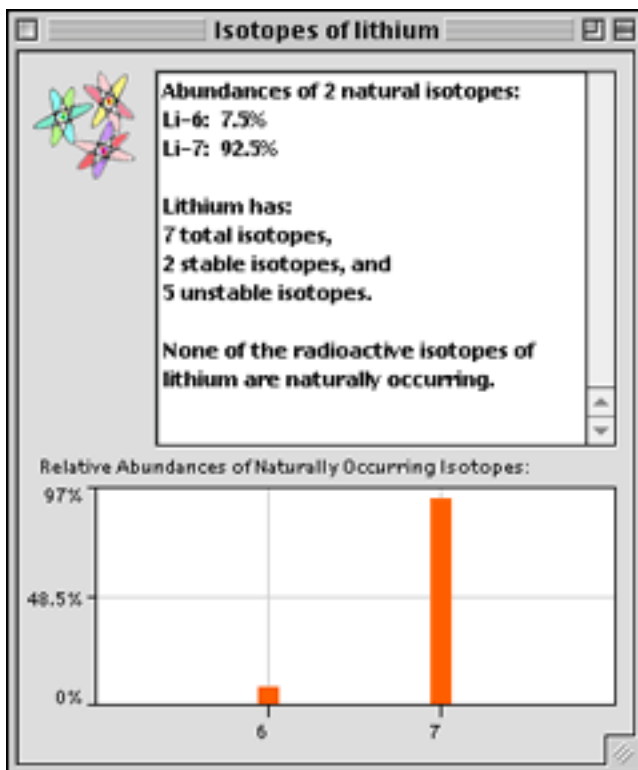 Isotopes of lithium
Abundances of 2 natural isotopes:
Li-6: 7.5%
Li-7: 92.5%
Lithium has:
7 total isotopes,
2 stable isotopes, and
5 unstable isotopes.
None of the radioactive isotopes of
lithium are naturally occurring.
Relative Abundances of Naturally Occurring Isotopes:
97%
48.5%
0%
6 7